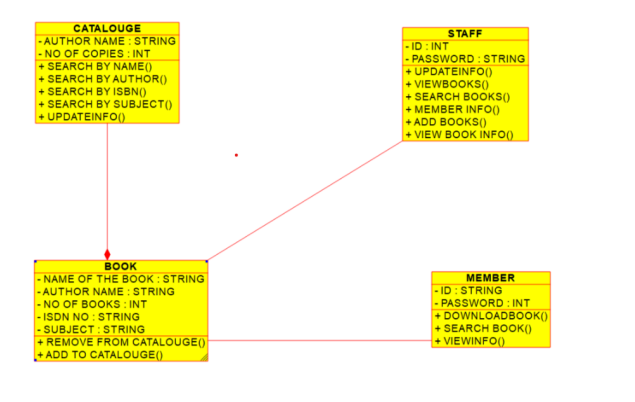 CATALOUGE
- AUTHOR NAME : STRING
- NO OF COPIES : INT
+ SEARCH BY NAME()
+ SEARCH BY AUTHOR()
+ SEARCH BY ISBN()
+ SEARCH BY SUBJECT()
+ UPDATEINFO()
STAFF
- ID : INT
- PASSWORD : STRING
+ UPDATEINFO()
+ VIEWBOOKS()
+ SEARCH BOOKS()
+ MEMBER INFO()
+ ADD BOOKS()
+ VIEW BOOK INFO()
BOOK
- NAME OF THE BOOK : STRING
- AUTHOR NAME : STRING
- NO OF BOOKS : INT
- ISDN NO : STRING
- SUBJECT : STRING
+ REMOVE FROM CATALOUGE()
+ ADD TO CATALOUGE()
MEMBER
- ID : STRING
- PASSWORD : INT
+ DOWNLOADBOOK()
+ SEARCH BOOK()
+ VIEWINFO()